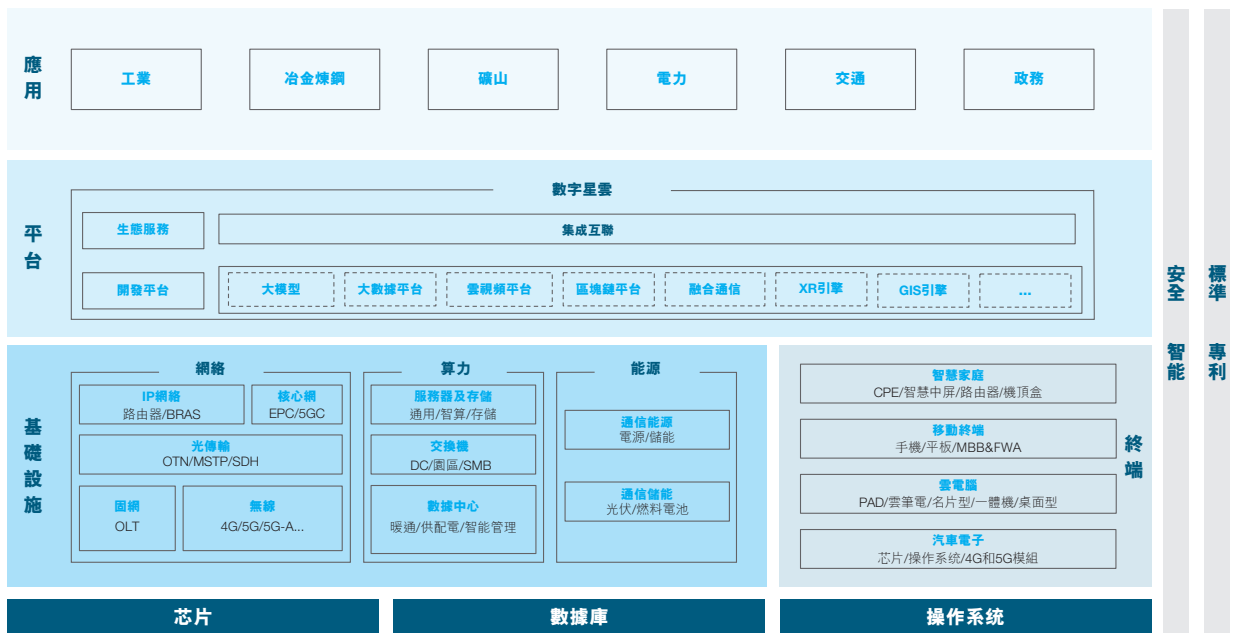 應用
工業
冶金煉鋼
礦山
電力
交通
政務
平台
數字星雲
生態服務
集成互聯
開發平台
大模型
大數據平台
雲視頻平台
區塊鏈平台
融合通信
XR引擎
GIS引擎
...
基礎設施
網絡
IP網絡
路由器/BRAS
核心網
EPC/5GC
光傳輸
OTN/MSTP/SDH
固網
OLT
無線
4G/5G/5G-A...
算力
服務器及存儲
通用/智算/存儲
交換機
DC/園區/SMB
數據中心
暖通/供配電/智能管理
能源
通信能源
電源/儲能
通信儲能
光伏/燃料電池
終端
智慧家庭
CPE/智慧中屏/路由器/機頂盒
移動終端
手機/平板/MBB&FWA
雲電腦
PAD/雲筆電/名片型/一體機/桌面型
汽車電子
芯片/操作系統/4G和5G模組
芯片
數據庫
操作系統
安全 智能
標準 專利